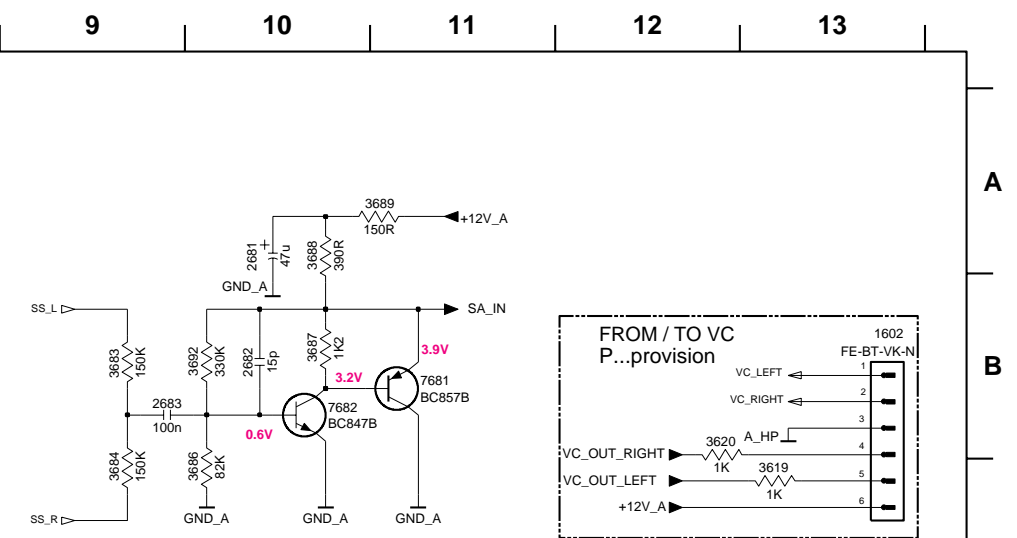 9 10 11 12 13
A
B
3689
150R
+12V_A
2681
+
47u
3688
390R
GND_A
SS_L
SA_IN
3683
150K
3692
330K
2682
15p
3687
1K2
3.9V
3.2V
7681
BC857B
2683
100n
7682
BC847B
0.6V
3684
150K
3686
82K
SS_R
GND_A
GND_A
GND_A
FROM / TO VC
P...provision
1602
FE-BT-VK-N
VC_LEFT
1
VC_RIGHT
2
A_HP
3
VC_OUT_RIGHT
3620
1K
4
VC_OUT_LEFT
3619
1K
5
+12V_A
6